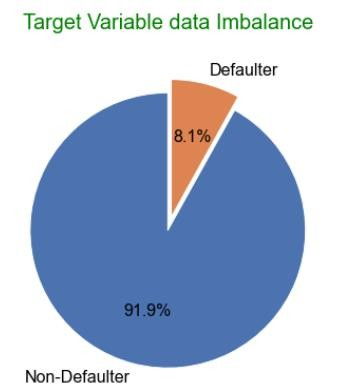 Target Variable data Imbalance
Defaulter
8.1%
91.9%
Non-Defaulter